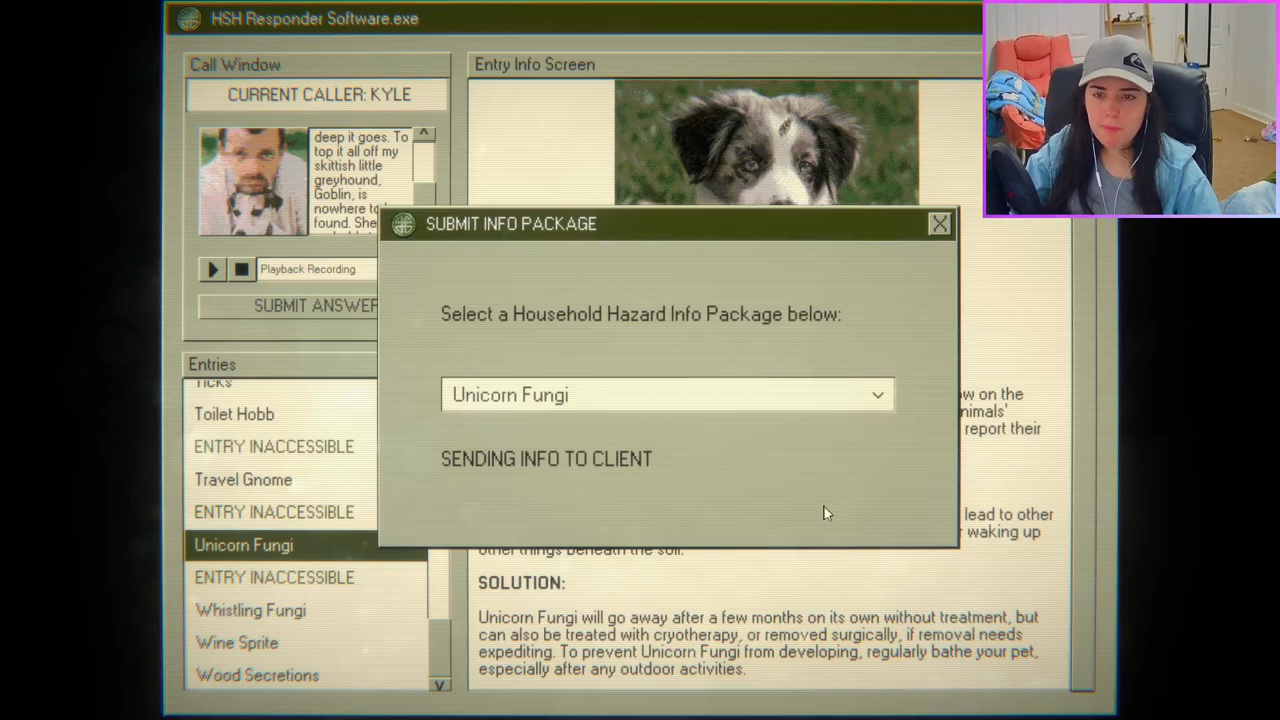 HSH Responder Software.exe
Call Window
CURRENT CALLER: KYLE
deep it goes. To
top it all off my
skittish little
greyhound,
Goblin, is
nowhere to
found. She
Playback Recording
SUBMIT ANSWER
Entries
Ticks
Toilet Hobb
ENTRY INACCESSIBLE
Travel Gnome
ENTRY INACCESSIBLE
Unicorn Fungi
ENTRY INACCESSIBLE
Whistling Fungi
Wine Sprite
Wood Secretions
Entry Info Screen
SUBMIT INFO PACKAGE
Select a Household Hazard Info Package below:
Unicorn Fungi
SENDING INFO TO CLIENT
on the
report their
lead to other
waking up
other things beneath the soil.
SOLUTION:
Unicorn Fungi will go away after a few months on its own without treatment, but
can also be treated with cryotherapy, or removed surgically, if removal needs
expediting. To prevent Unicorn Fungi from developing, regularly bathe your pet,
especially after any outdoor activities.